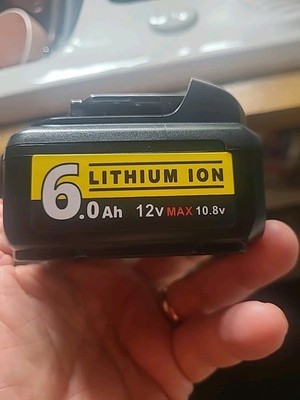 LITHIUM ION
6.0Ah 12v MAX 10.8v